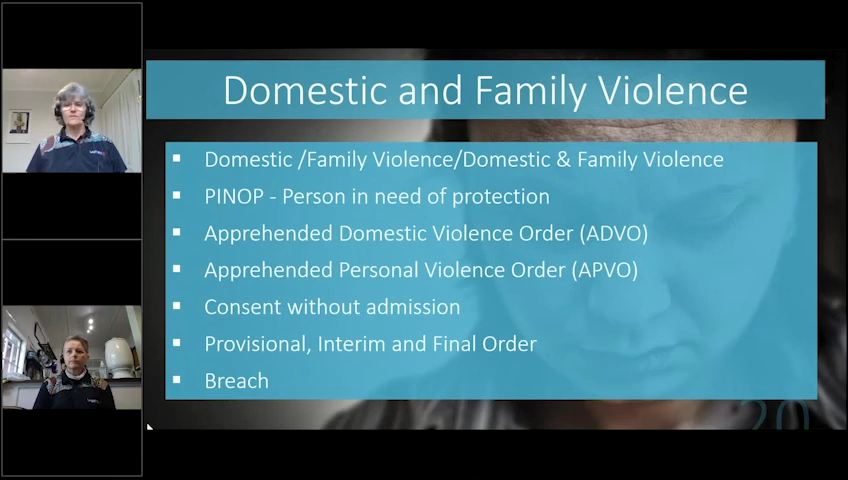 Domestic and Family Violence
▪ Domestic /Family Violence/Domestic & Family Violence
▪ PINOP - Person in need of protection
▪ Apprehended Domestic Violence Order (ADVO)
▪ Apprehended Personal Violence Order (APVO)
▪ Consent without admission
▪ Provisional, Interim and Final Order
▪ Breach
20